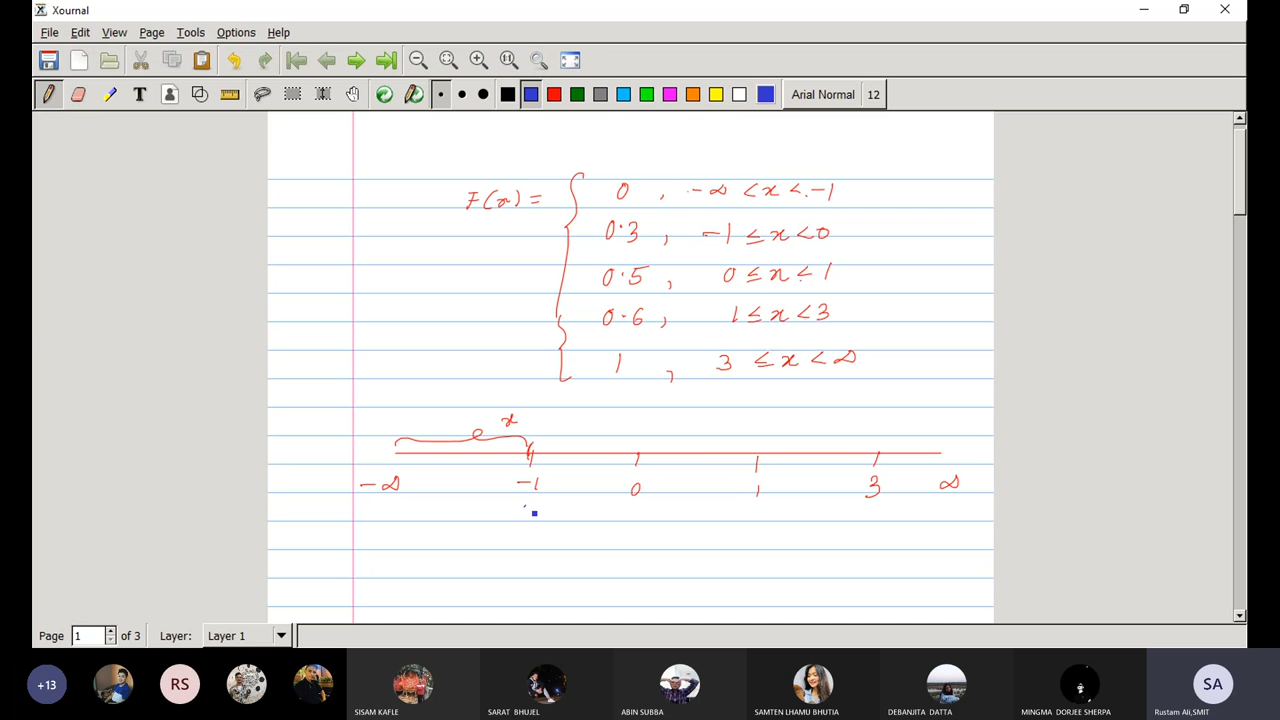 Xournal
File Edit View Page Tools Options Help
T Arial Normal 12
F(x) = { 0 , -∞ < x < -1
0.3 , -1 ≤ x < 0
0.5 , 0 ≤ x < 1
0.6 , 1 ≤ x < 3
1 , 3 ≤ x < ∞
x
-∞ -1 0 1 3 ∞
Page 1 of 3 Layer: Layer 1
+13 RS SA
SISAM KAFLE SARAT BHUJEL ABIN SUBBA SAMTEN LHAMU BHUTIA DEBANJITA DATTA MINGMA DORJEE SHERPA Rustam Ali,SMIT